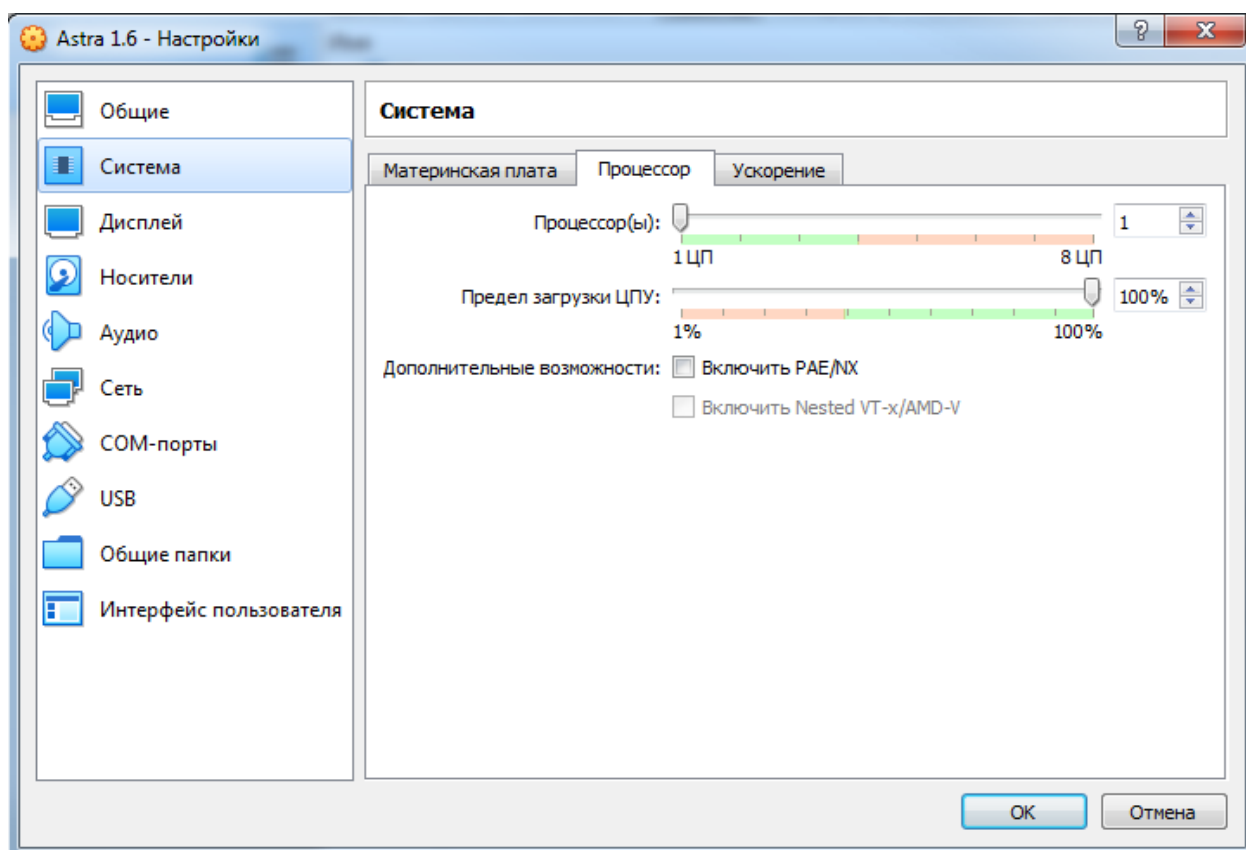 Astra 1.6 - Настройки
Общие
Система
Дисплей
Носители
Аудио
Сеть
COM-порты
USB
Общие папки
Интерфейс пользователя
Система
Материнская плата Процессор Ускорение
Процессор(ы): 1
1 ЦП 8 ЦП
Предел загрузки ЦПУ: 100%
1% 100%
Дополнительные возможности: Включить PAE/NX
Включить Nested VT-x/AMD-V
OK Отмена